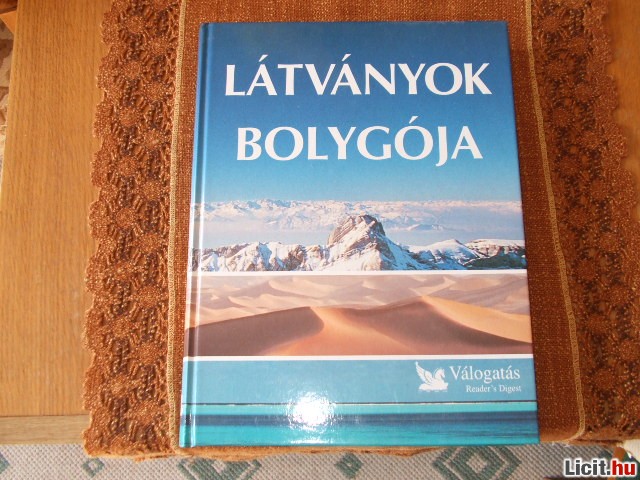 LÁTVÁNYOK
BOLYGÓJA
Válogatás
Reader's Digest
Licit.hu